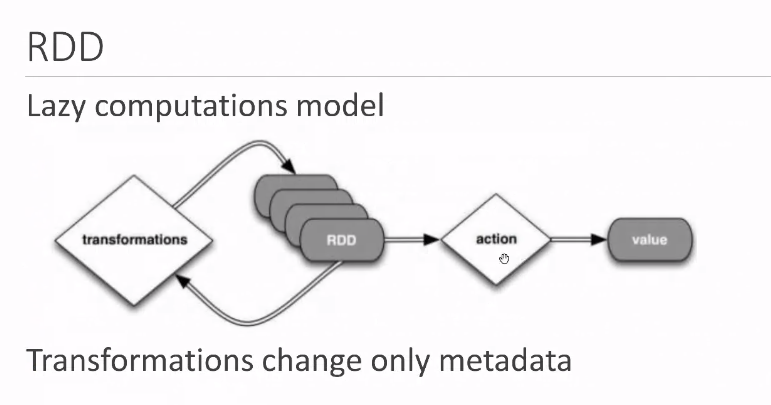 RDD
Lazy computations model
transformations
RDD
action
value
Transformations change only metadata